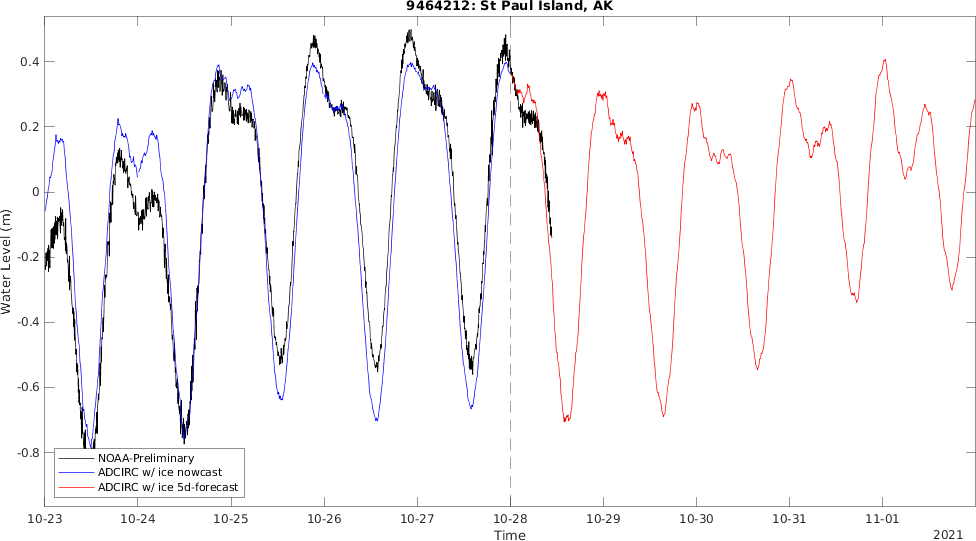 9464212: St Paul Island, AK
Water Level (m)
0.4
0.2
0
-0.2
-0.4
-0.6
-0.8
NOAA-Preliminary
ADCIRC w/ ice nowcast
ADCIRC w/ ice 5d-forecast
10-23 10-24 10-25 10-26 10-27 10-28 10-29 10-30 10-31 11-01
Time
2021